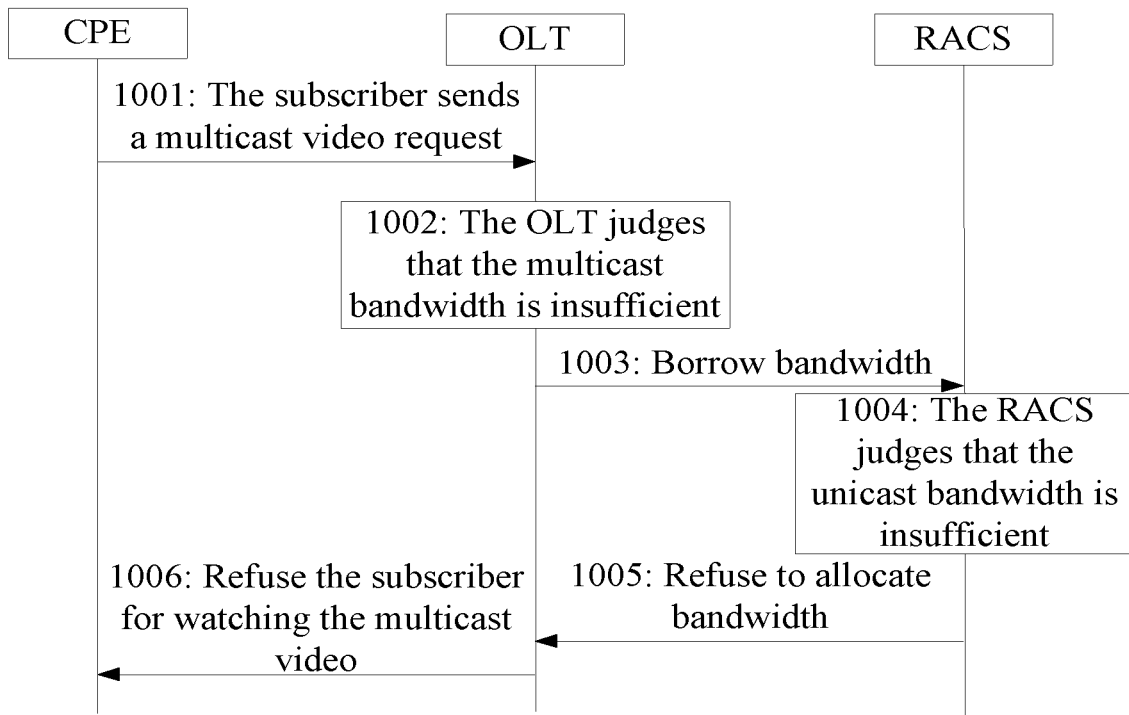 CPE
OLT
RACS
1001: The subscriber sends
a multicast video request
1002: The OLT judges
that the multicast
bandwidth is insufficient
1003: Borrow bandwidth
1004: The RACS
judges that the
unicast bandwidth is
insufficient
1005: Refuse to allocate
bandwidth
1006: Refuse the subscriber
for watching the multicast
video